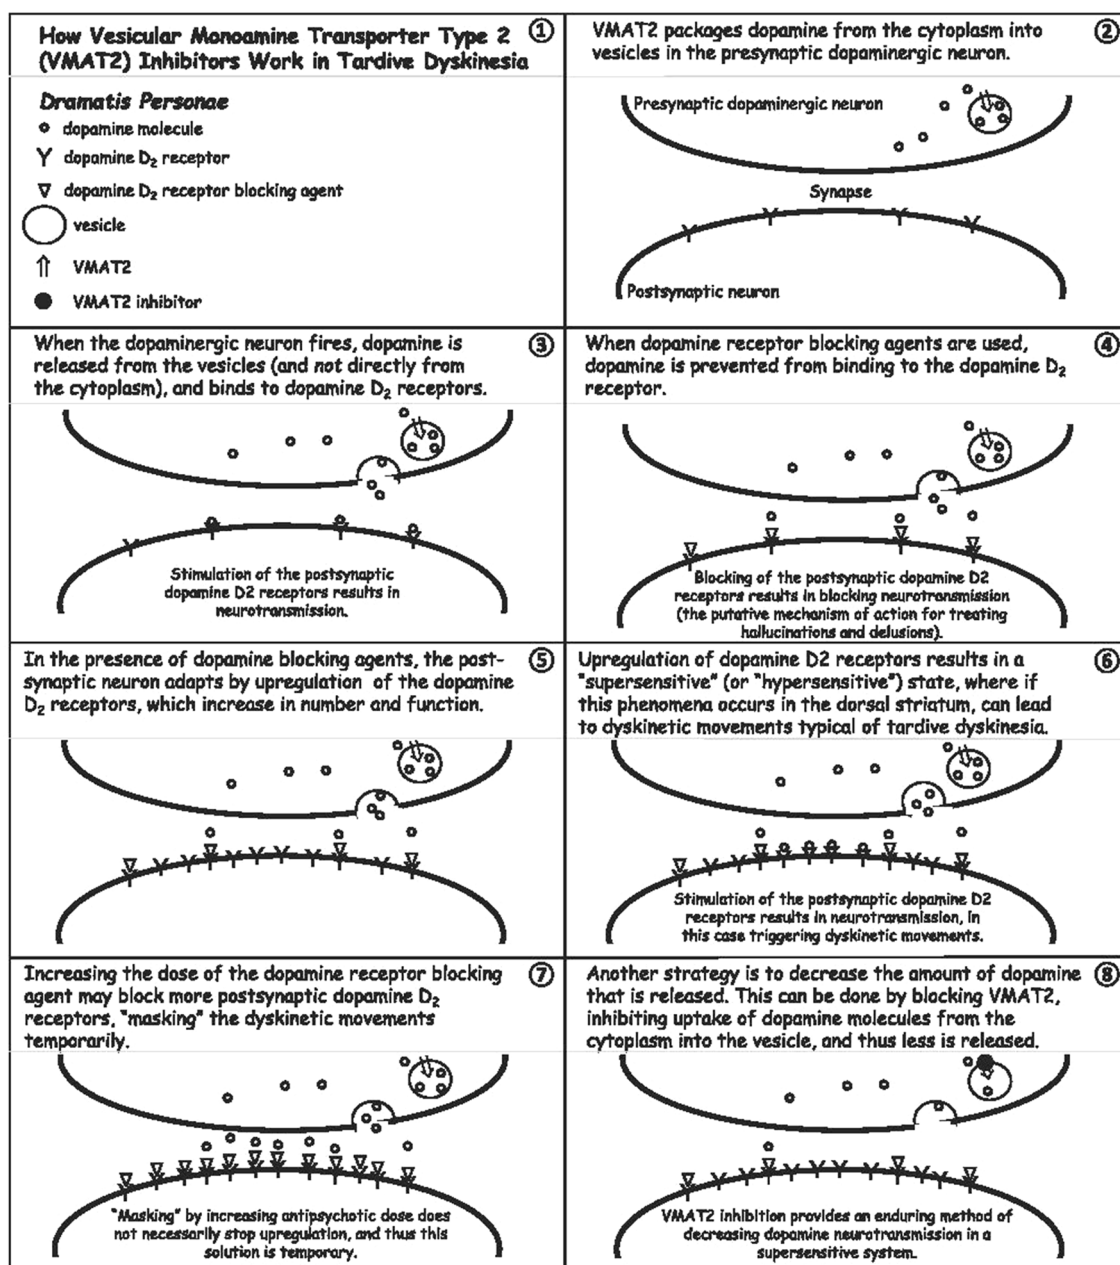 How Vesicular Monoamine Transporter Type 2 ①
(VMAT2) Inhibitors Work in Tardive Dyskinesia
Dramatis Personae
dopamine molecule
dopamine D₂ receptor
dopamine D₂ receptor blocking agent
vesicle
VMAT2
VMAT2 inhibitor
VMAT2 packages dopamine from the cytoplasm into ②
vesicles in the presynaptic dopaminergic neuron.
Presynaptic dopaminergic neuron
Synapse
Postsynaptic neuron
When the dopaminergic neuron fires, dopamine is ③
released from the vesicles (and not directly from
the cytoplasm), and binds to dopamine D₂ receptors.
Stimulation of the postsynaptic
dopamine D2 receptors results in
neurotransmission.
When dopamine receptor blocking agents are used, ④
dopamine is prevented from binding to the dopamine D₂
receptor.
Blocking of the postsynaptic dopamine D2
receptors results in blocking neurotransmission
(the putative mechanism of action for treating
hallucinations and delusions).
In the presence of dopamine blocking agents, the post- ⑤
synaptic neuron adapts by upregulation of the dopamine
D₂ receptors, which increase in number and function.
Upregulation of dopamine D2 receptors results in a ⑥
"supersensitive" (or "hypersensitive") state, where if
this phenomena occurs in the dorsal striatum, can lead
to dyskinetic movements typical of tardive dyskinesia.
Stimulation of the postsynaptic dopamine D2
receptors results in neurotransmission, in
this case triggering dyskinetic movements.
Increasing the dose of the dopamine receptor blocking ⑦
agent may block more postsynaptic dopamine D₂
receptors, "masking" the dyskinetic movements
temporarily.
"Masking" by increasing antipsychotic dose does
not necessarily stop upregulation, and thus this
solution is temporary.
Another strategy is to decrease the amount of dopamine ⑧
that is released. This can be done by blocking VMAT2,
inhibiting uptake of dopamine molecules from the
cytoplasm into the vesicle, and thus less is released.
VMAT2 inhibition provides an enduring method of
decreasing dopamine neurotransmission in a
supersensitive system.